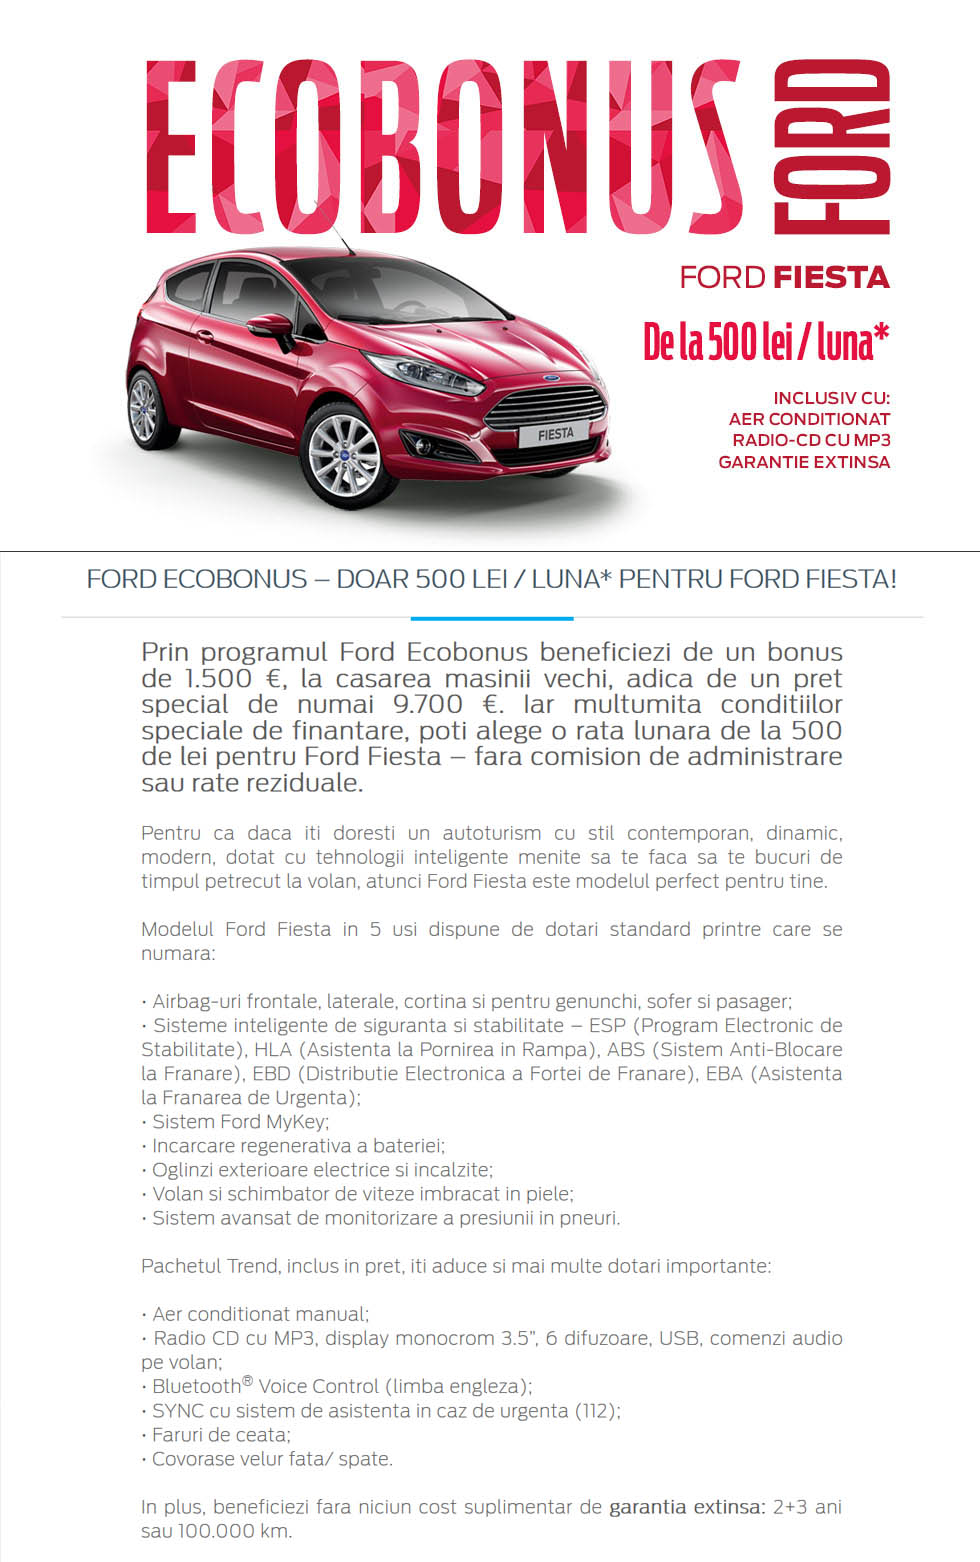 ECOBONUS FORD
FORD FIESTA
De la 500 lei / luna*
INCLUSIV CU:
AER CONDITIONAT
RADIO-CD CU MP3
GARANTIE EXTINSA
FIESTA
FORD ECOBONUS – DOAR 500 LEI / LUNA* PENTRU FORD FIESTA!
Prin programul Ford Ecobonus beneficiezi de un bonus
de 1.500 €, la casarea masinii vechi, adica de un pret
special de numai 9.700 €. Iar multumita conditiilor
speciale de finantare, poti alege o rata lunara de la 500
de lei pentru Ford Fiesta – fara comision de administrare
sau rate reziduale.
Pentru ca daca iti doresti un autoturism cu stil contemporan, dinamic,
modern, dotat cu tehnologii inteligente menite sa te faca sa te bucuri de
timpul petrecut la volan, atunci Ford Fiesta este modelul perfect pentru tine.
Modelul Ford Fiesta in 5 usi dispune de dotari standard printre care se
numara:
• Airbag-uri frontale, laterale, cortina si pentru genunchi, sofer si pasager;
• Sisteme inteligente de siguranta si stabilitate – ESP (Program Electronic de
Stabilitate), HLA (Asistenta la Pornirea in Rampa), ABS (Sistem Anti-Blocare
la Franare), EBD (Distributie Electronica a Fortei de Franare), EBA (Asistenta
la Franarea de Urgenta);
• Sistem Ford MyKey;
• Incarcare regenerativa a bateriei;
• Oglinzi exterioare electrice si incalzite;
• Volan si schimbator de viteze imbracat in piele;
• Sistem avansat de monitorizare a presiunii in pneuri.
Pachetul Trend, inclus in pret, iti aduce si mai multe dotari importante:
• Aer conditionat manual;
• Radio CD cu MP3, display monocrom 3.5”, 6 difuzoare, USB, comenzi audio
pe volan;
• Bluetooth® Voice Control (limba engleza);
• SYNC cu sistem de asistenta in caz de urgenta (112);
• Faruri de ceata;
• Covorase velur fata/ spate.
In plus, beneficiezi fara niciun cost suplimentar de garantia extinsa: 2+3 ani
sau 100.000 km.